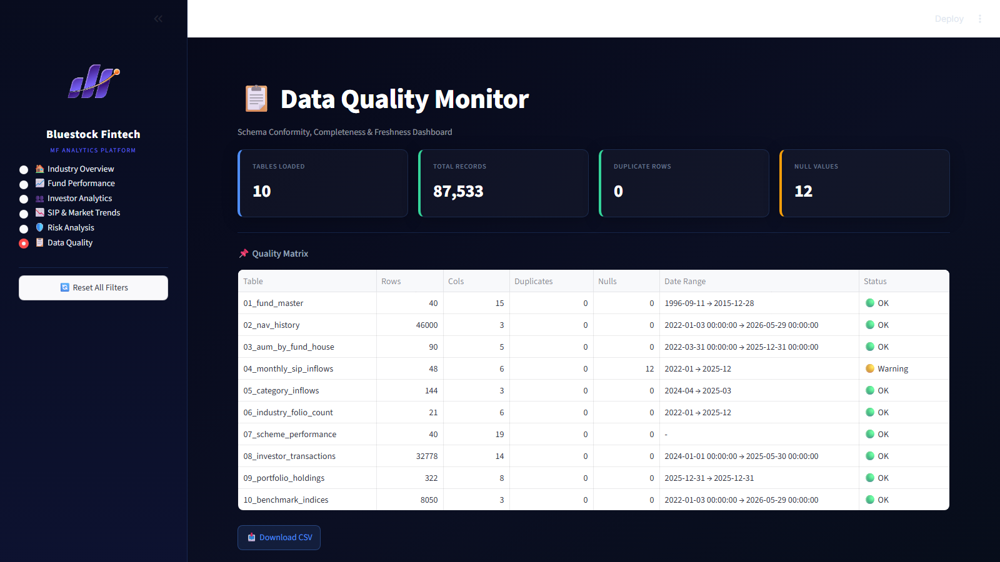 Deploy
Bluestock Fintech
MF ANALYTICS PLATFORM
Industry Overview
Fund Performance
Investor Analytics
SIP & Market Trends
Risk Analysis
Data Quality
Reset All Filters
Data Quality Monitor
Schema Conformity, Completeness & Freshness Dashboard
TABLES LOADED TOTAL RECORDS DUPLICATE ROWS NULL VALUES
10 87,533 0 12
Quality Matrix
Table Rows Cols Duplicates Nulls Date Range Status
01_fund_master 40 15 0 0 1996-09-11 → 2015-12-28 OK
02_nav_history 46000 3 0 0 2022-01-03 00:00:00 → 2026-05-29 00:00:00 OK
03_aum_by_fund_house 90 5 0 0 2022-03-31 00:00:00 → 2025-12-31 00:00:00 OK
04_monthly_sip_inflows 48 6 0 12 2022-01 → 2025-12 Warning
05_category_inflows 144 3 0 0 2024-04 → 2025-03 OK
06_industry_folio_count 21 6 0 0 2022-01 → 2025-12 OK
07_scheme_performance 40 19 0 0 - OK
08_investor_transactions 32778 14 0 0 2024-01-01 00:00:00 → 2025-05-30 00:00:00 OK
09_portfolio_holdings 322 8 0 0 2025-12-31 → 2025-12-31 OK
10_benchmark_indices 8050 3 0 0 2022-01-03 00:00:00 → 2026-05-29 00:00:00 OK
Download CSV